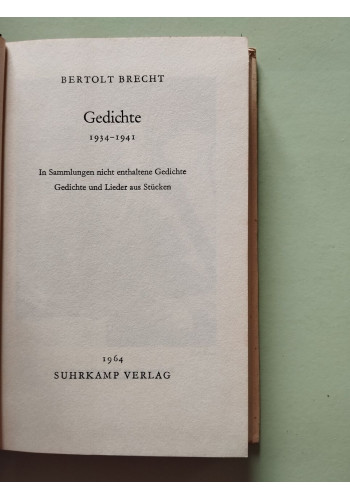 BERTOLT BRECHT
Gedichte
1934–1941
In Sammlungen nicht enthaltene Gedichte
Gedichte und Lieder aus Stücken
1964
SUHRKAMP VERLAG